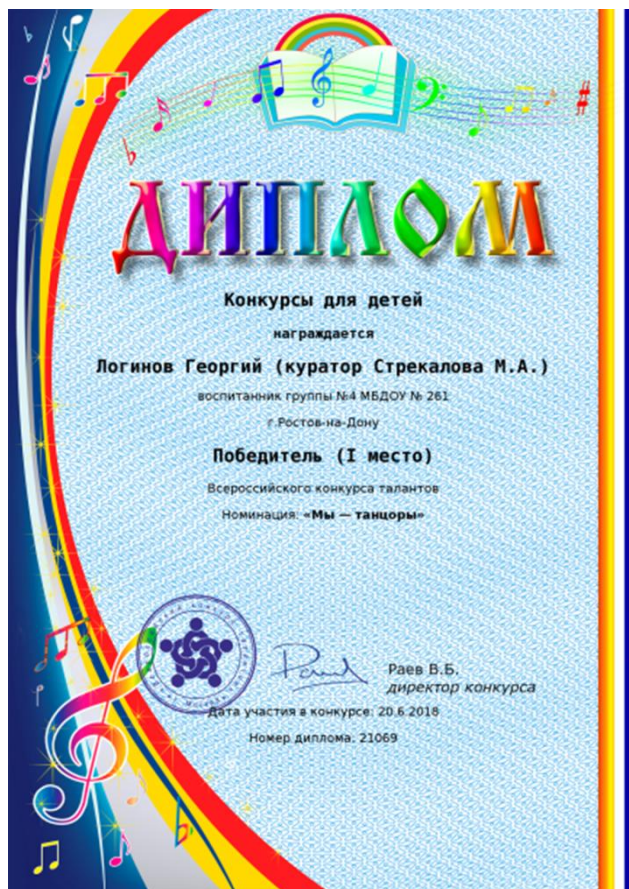 ДИПЛОМ
Конкурсы для детей
награждается
Логинов Георгий (куратор Стрекалова М.А.)
воспитанник группы №4 МБДОУ № 261
г.Ростов-на-Дону
Победитель (I место)
Всероссийского конкурса талантов
Номинация: «Мы — танцоры»
Раев В.Б.
директор конкурса
Дата участия в конкурсе: 20.6.2018
Номер диплома: 21069